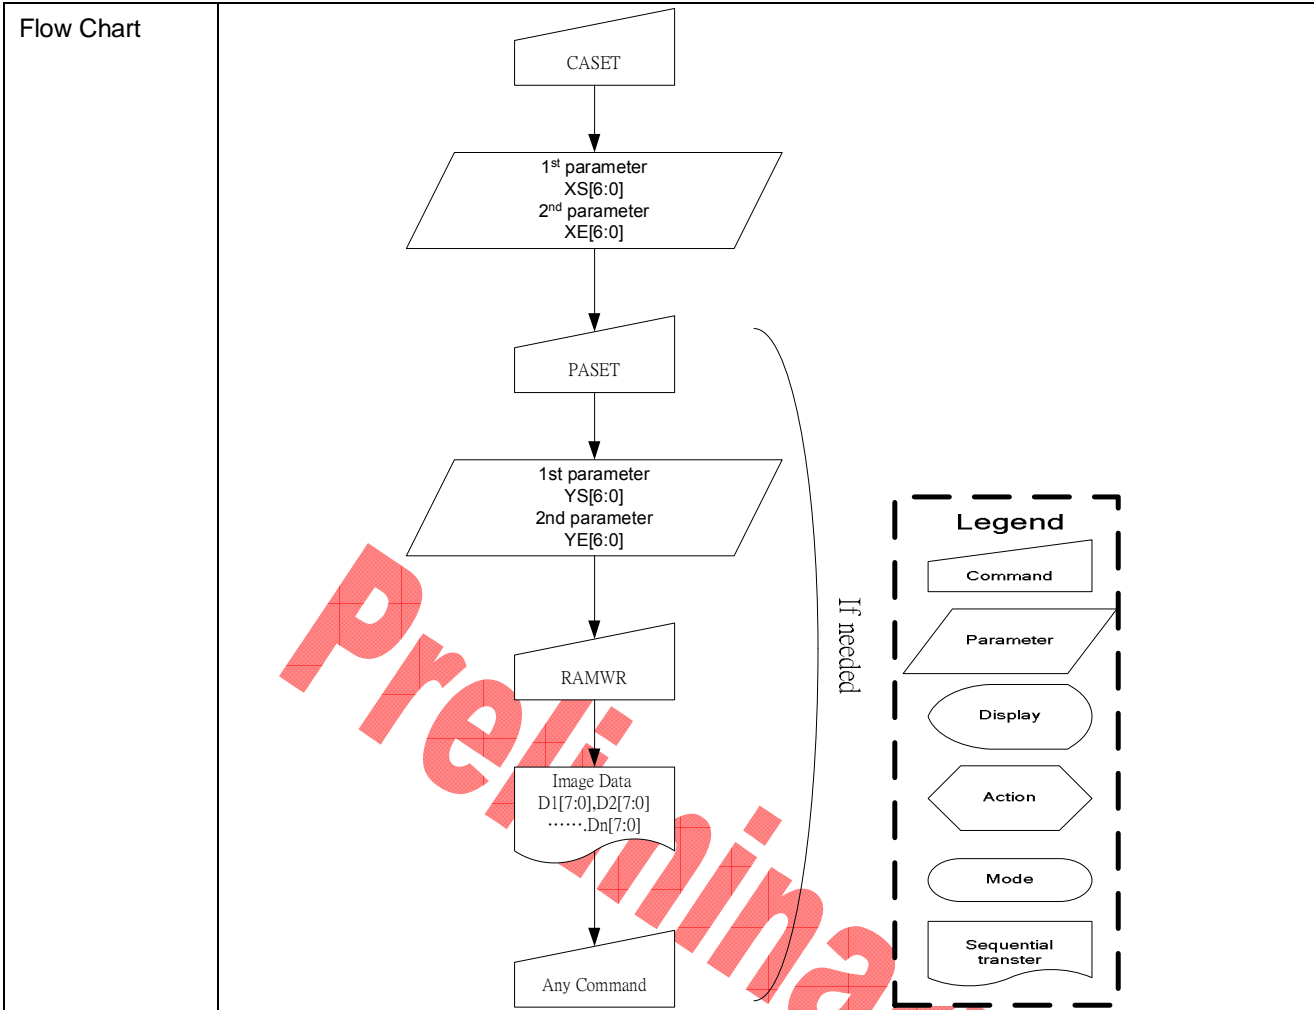 Flow Chart
CASET
1st parameter
XS[6:0]
2nd parameter
XE[6:0]
PASET
1st parameter
YS[6:0]
2nd parameter
YE[6:0]
RAMWR
Image Data
D1[7:0],D2[7:0]
·······.Dn[7:0]
Any Command
If needed
Legend
Command
Parameter
Display
Action
Mode
Sequential
transter
Prelimina